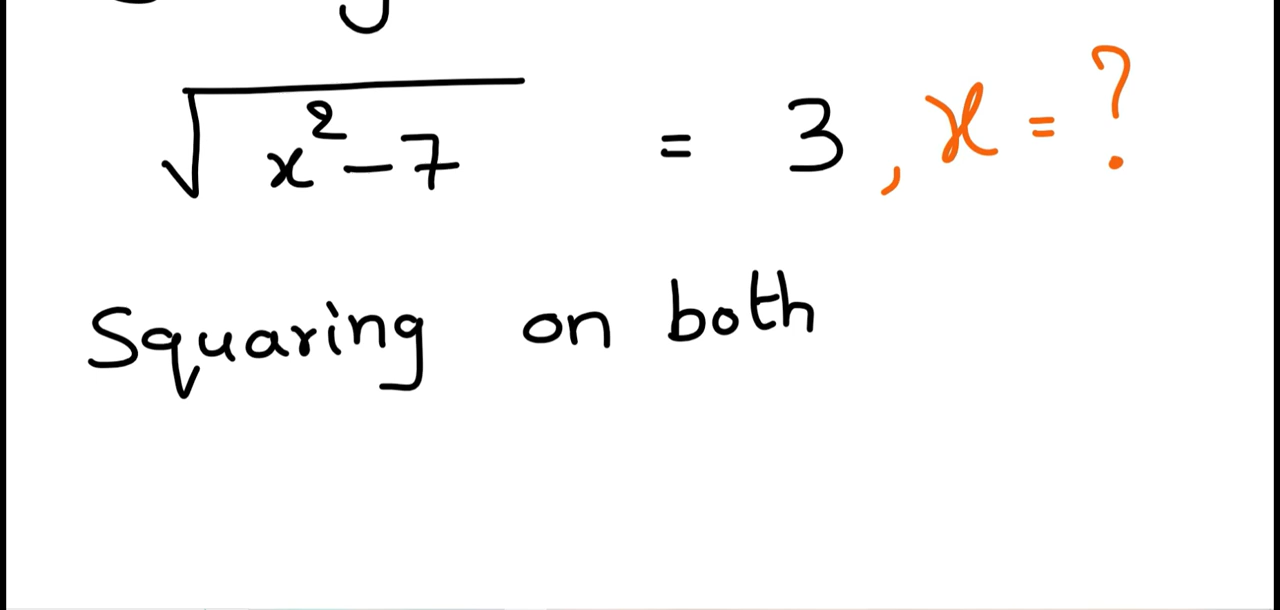 √(x²-7) = 3, x = ?
Squaring on both